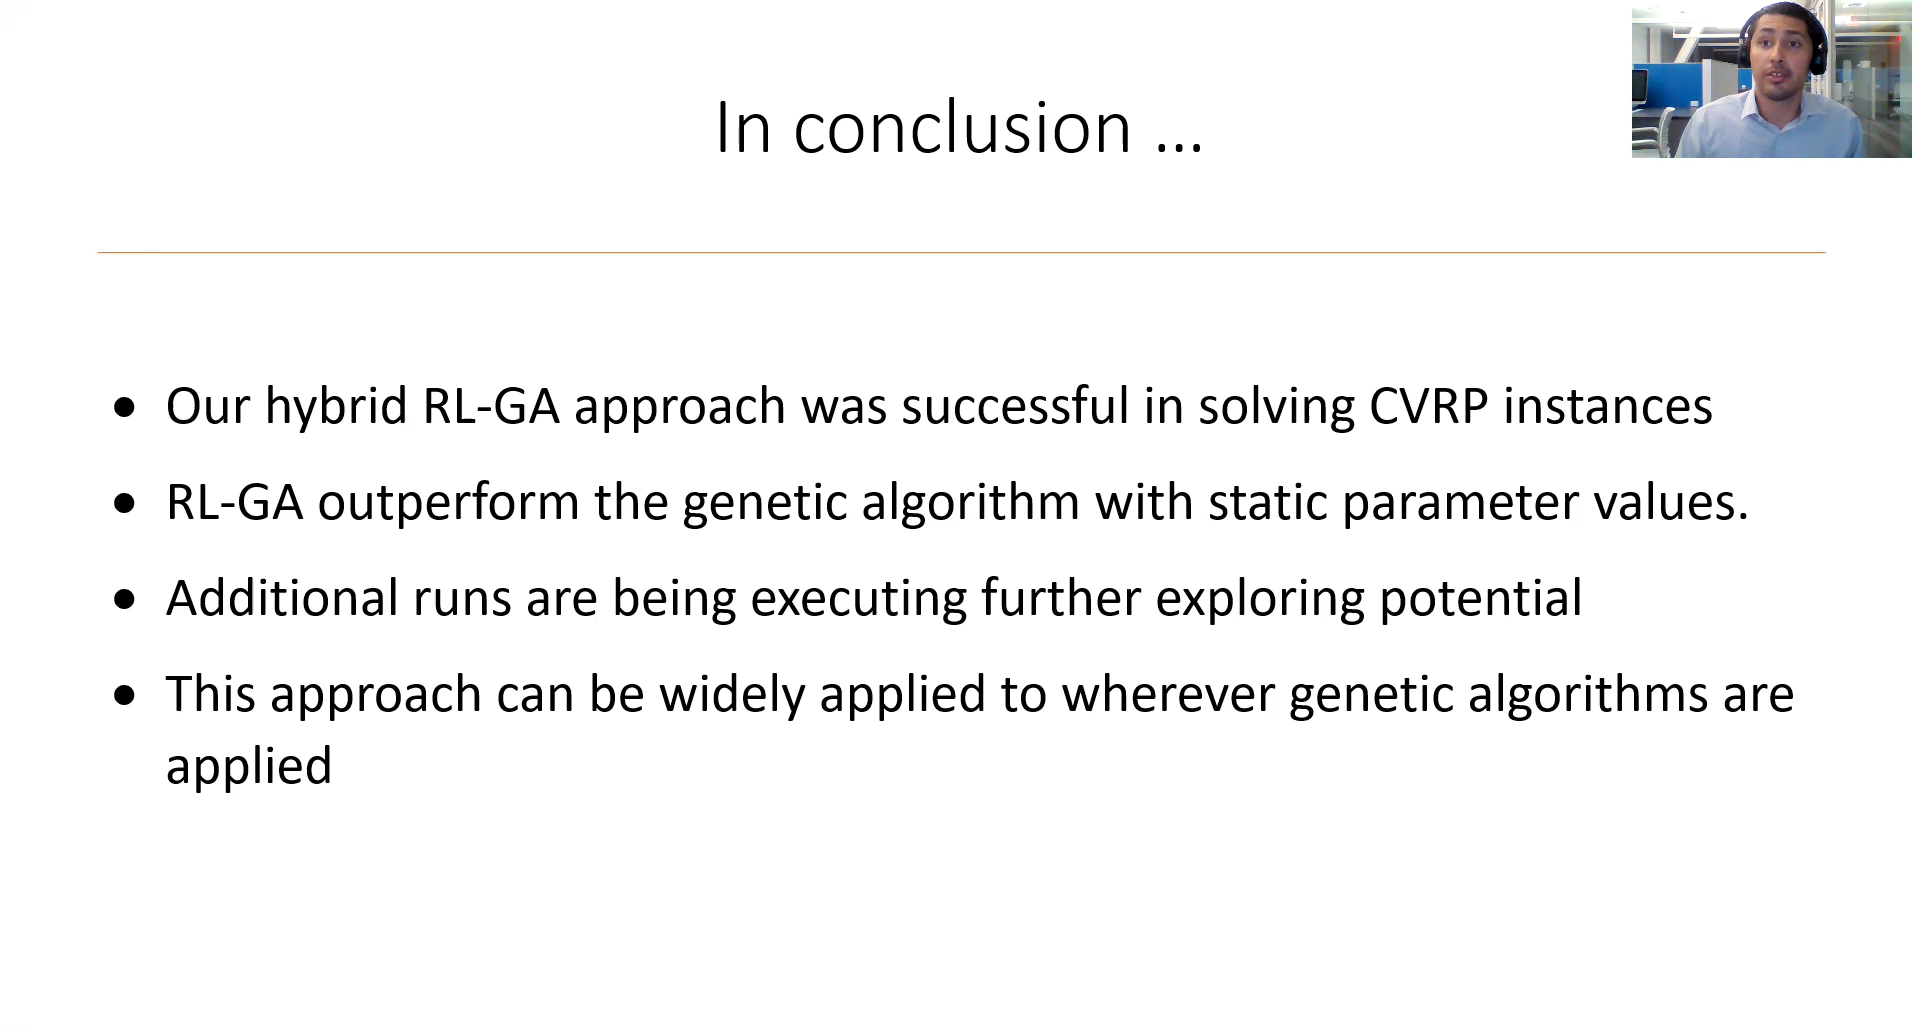 In conclusion ...
• Our hybrid RL-GA approach was successful in solving CVRP instances
• RL-GA outperform the genetic algorithm with static parameter values.
• Additional runs are being executing further exploring potential
• This approach can be widely applied to wherever genetic algorithms are
applied